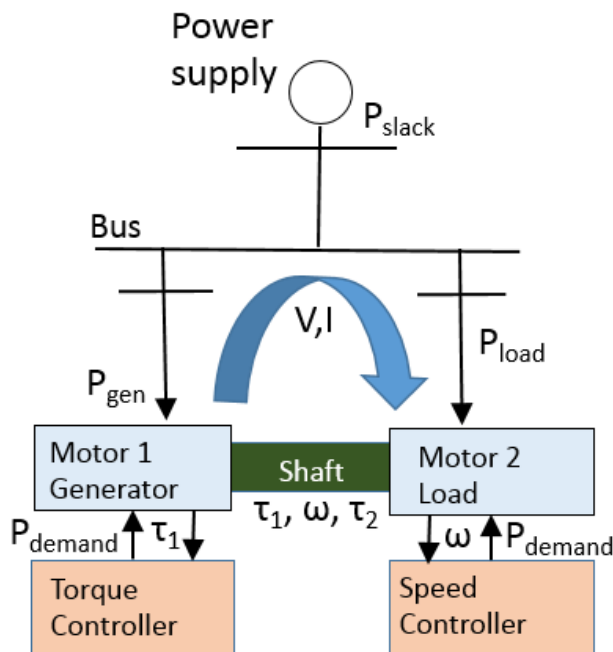 Power
supply
P_slack
Bus
V,I
P_load
P_gen
Motor 1
Generator
Shaft
Motor 2
Load
τ₁, ω, τ₂
P_demand
τ₁
ω
P_demand
Torque
Controller
Speed
Controller